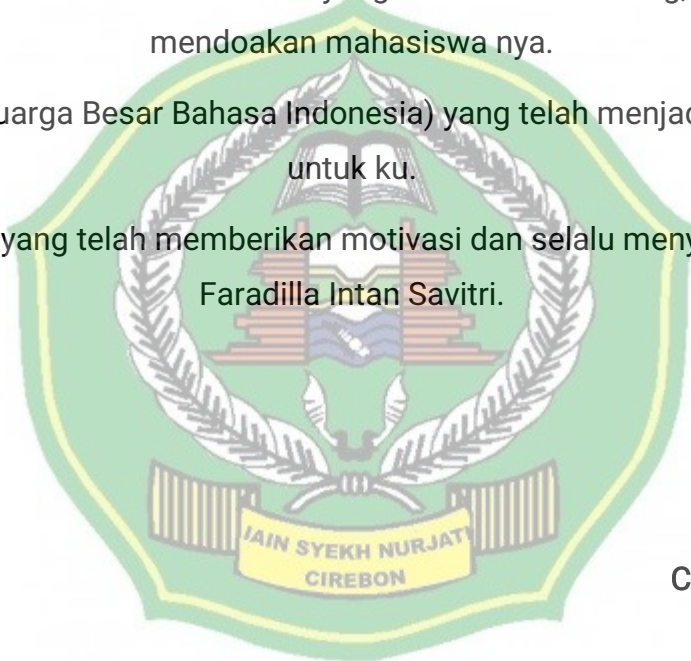 mendoakan mahasiswa nya.
uarga Besar Bahasa Indonesia) yang telah menjad
untuk ku.
yang telah memberikan motivasi dan selalu meny
Faradilla Intan Savitri.
IAIN SYEKH NURJATI
CIREBON
C